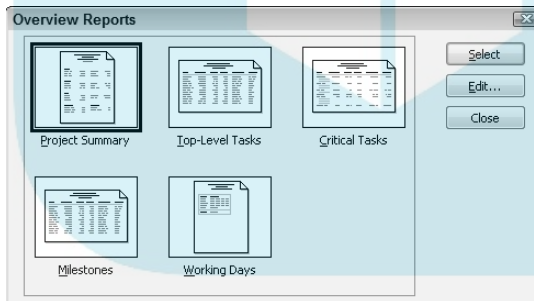 Overview Reports
Select
Edit...
Close
Project Summary
Top-Level Tasks
Critical Tasks
Milestones
Working Days